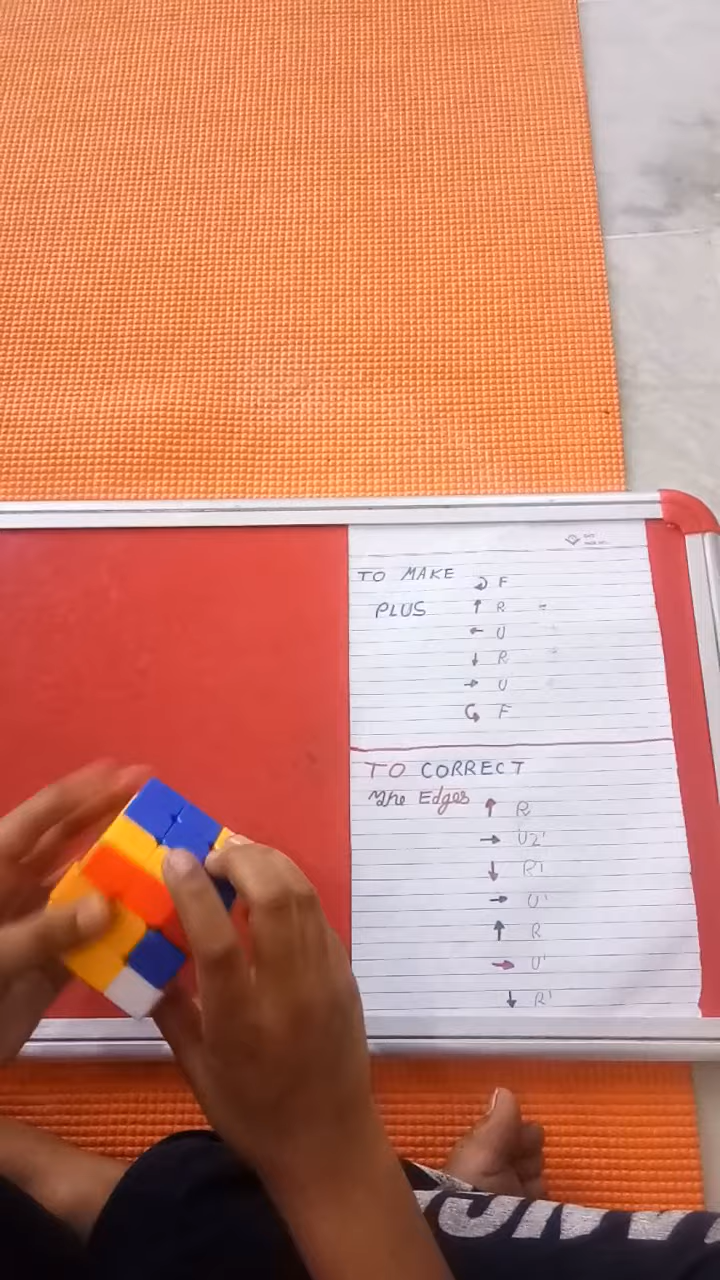 TO MAKE
PLUS
F
R
U
R
U
F
TO CORRECT
The Edges
R
U2'
R'
U'
R
U'
R'